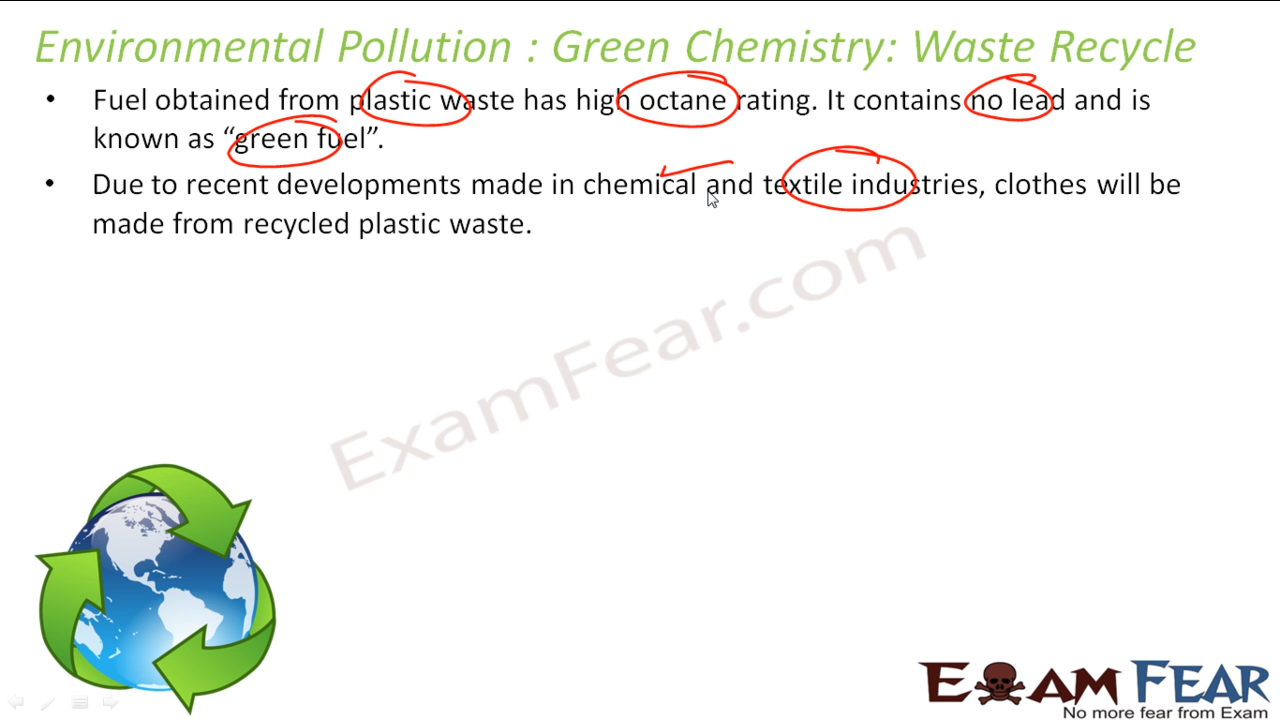 Environmental Pollution : Green Chemistry: Waste Recycle
• Fuel obtained from plastic waste has high octane rating. It contains no lead and is
known as “green fuel”.
• Due to recent developments made in chemical and textile industries, clothes will be
made from recycled plastic waste.
ExamFear.com
EXAM FEAR
No more fear from Exam